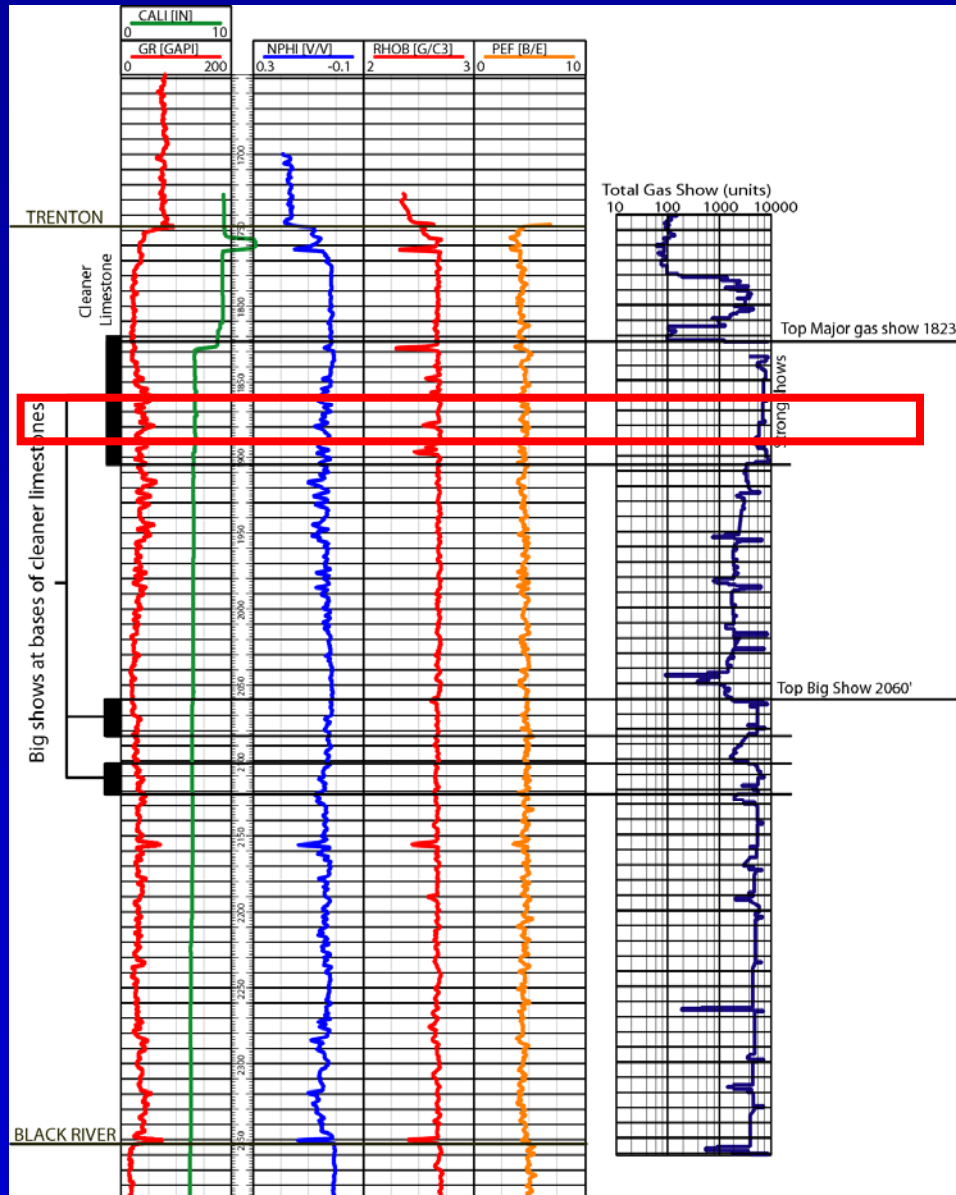 CALI [IN]
0 10
GR [GAPI] NPHI [V/V] RHOB [G/C3] PEF [B/E]
0 200 0.3 -0.1 2 3 0 10
Total Gas Show (units)
10 100 1000 10000
TRENTON
Cleaner
Limestone
Top Major gas show 1823
shows
Big shows at bases of cleaner limestones
Top Big Show 2060'
BLACK RIVER
1700
1800
1850
1900
1950
2000
2050
2100
2150
2200
2250
2300